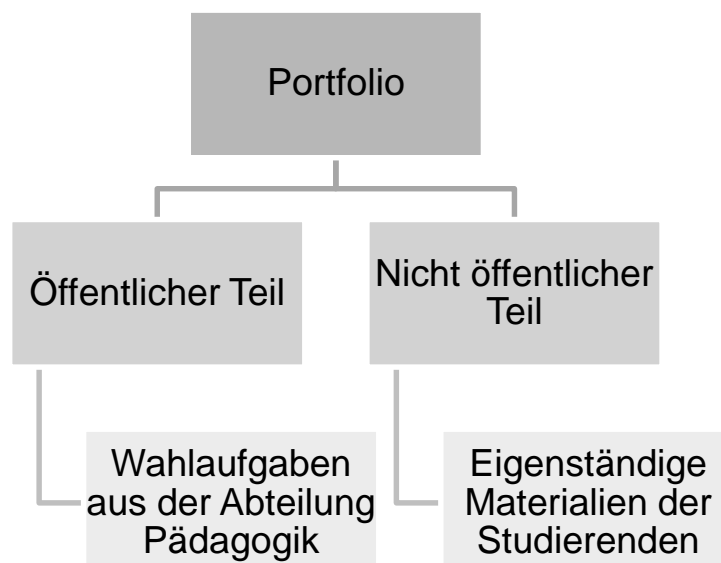 Portfolio
Öffentlicher Teil
Nicht öffentlicher
Teil
Wahlaufgaben
aus der Abteilung
Pädagogik
Eigenständige
Materialien der
Studierenden